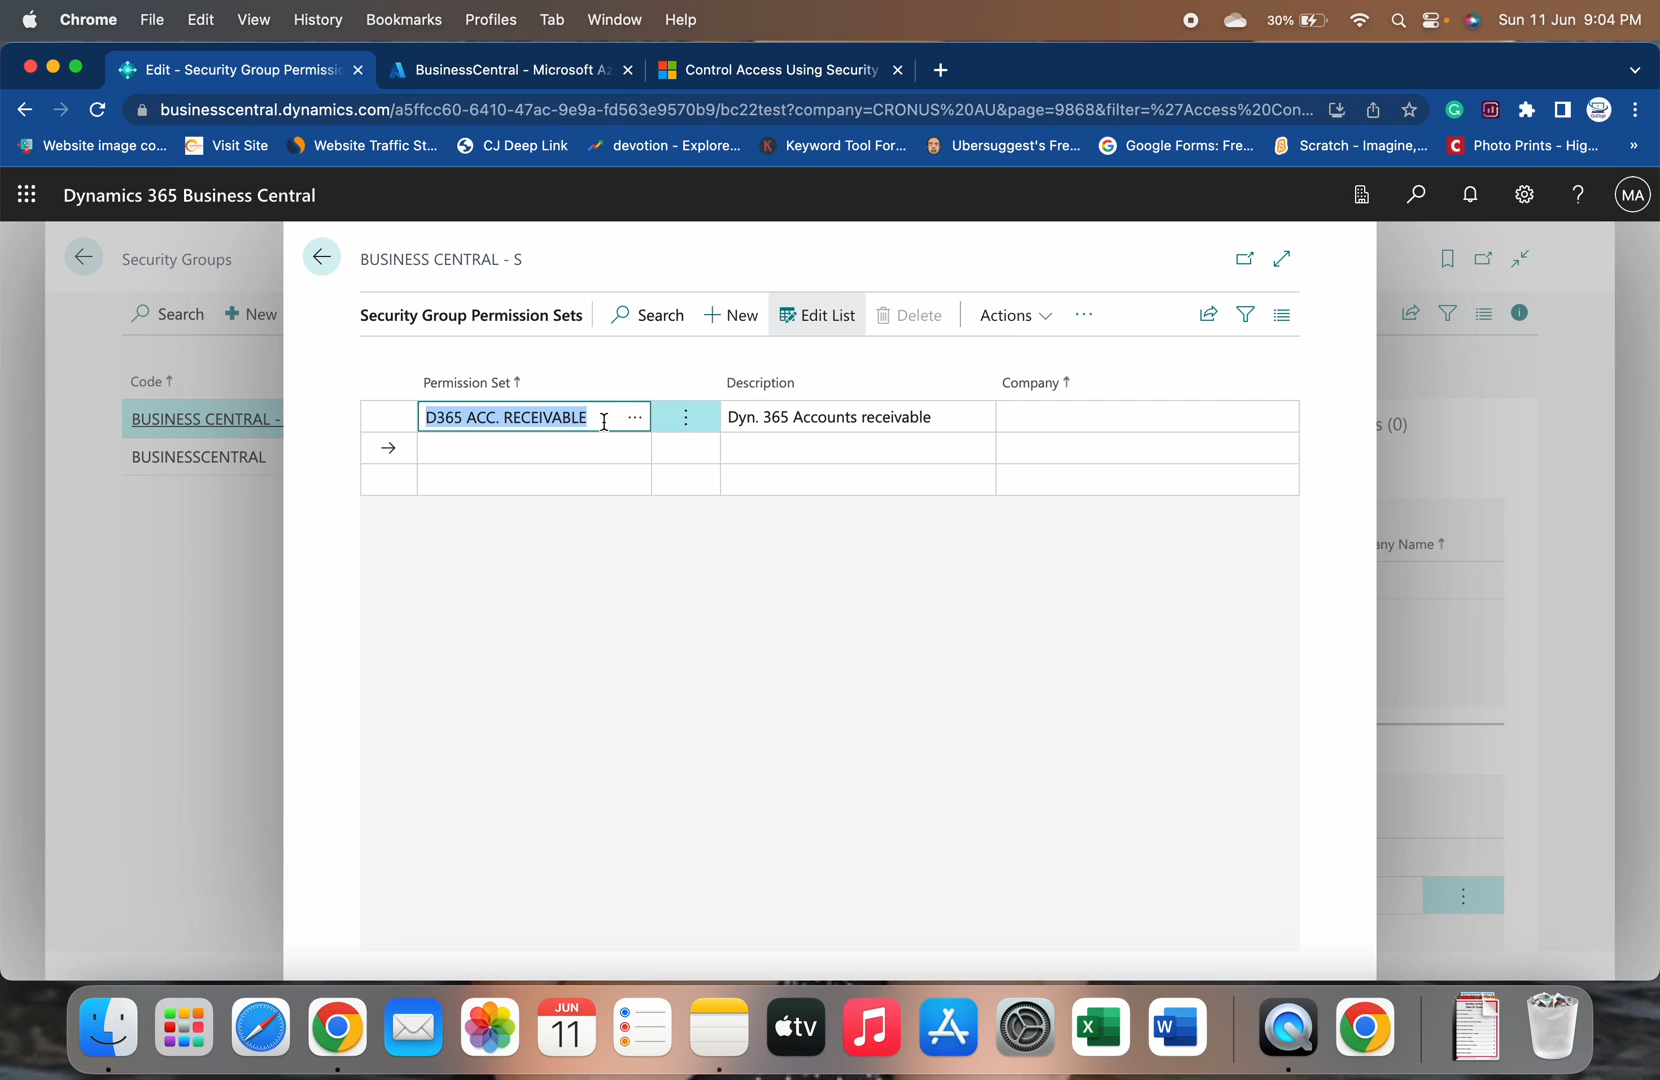 Chrome File Edit View History Bookmarks Profiles Tab Window Help 30% Sun 11 Jun 9:04 PM
Edit - Security Group Permissi BusinessCentral - Microsoft Az Control Access Using Security
businesscentral.dynamics.com/a5ffcc60-6410-47ac-9e9a-fd563e9570b9/bc22test?company=CRONUS%20AU&page=9868&filter=%27Access%20Con...
Website image co... Visit Site Website Traffic St... CJ Deep Link devotion - Explore... Keyword Tool For... Ubersuggest's Fre... Google Forms: Fre... Scratch - Imagine,... Photo Prints - Hig... »
Dynamics 365 Business Central MA
Security Groups BUSINESS CENTRAL - S
Search New Security Group Permission Sets Search New Edit List Delete Actions
Code ↑ Permission Set ↑ Description Company ↑
BUSINESS CENTRAL - D365 ACC. RECEIVABLE Dyn. 365 Accounts receivable s (0)
BUSINESSCENTRAL
any Name ↑
JUN
11
tv
X
W